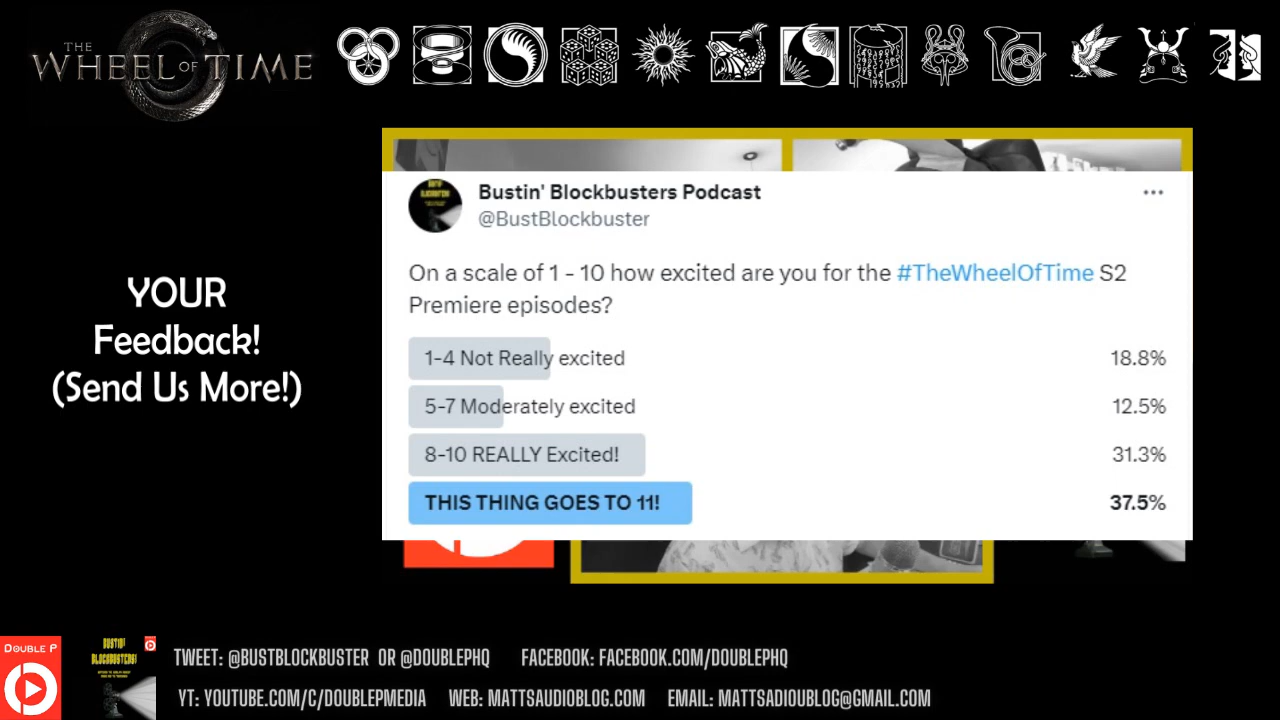 THE
WHEEL OF TIME
YOUR
Feedback!
(Send Us More!)
Bustin' Blockbusters Podcast
@BustBlockbuster
On a scale of 1 - 10 how excited are you for the #TheWheelOfTime S2
Premiere episodes?
1-4 Not Really excited 18.8%
5-7 Moderately excited 12.5%
8-10 REALLY Excited! 31.3%
THIS THING GOES TO 11! 37.5%
DOUBLE P
BUSTIN'
BLOCKBUSTERS!
TWEET: @BUSTBLOCKBUSTER OR @DOUBLEPHQ FACEBOOK: FACEBOOK.COM/DOUBLEPHQ
YT: YOUTUBE.COM/C/DOUBLEPMEDIA WEB: MATTSAUDIOBLOG.COM EMAIL: MATTSADIOUBLOG@GMAIL.COM